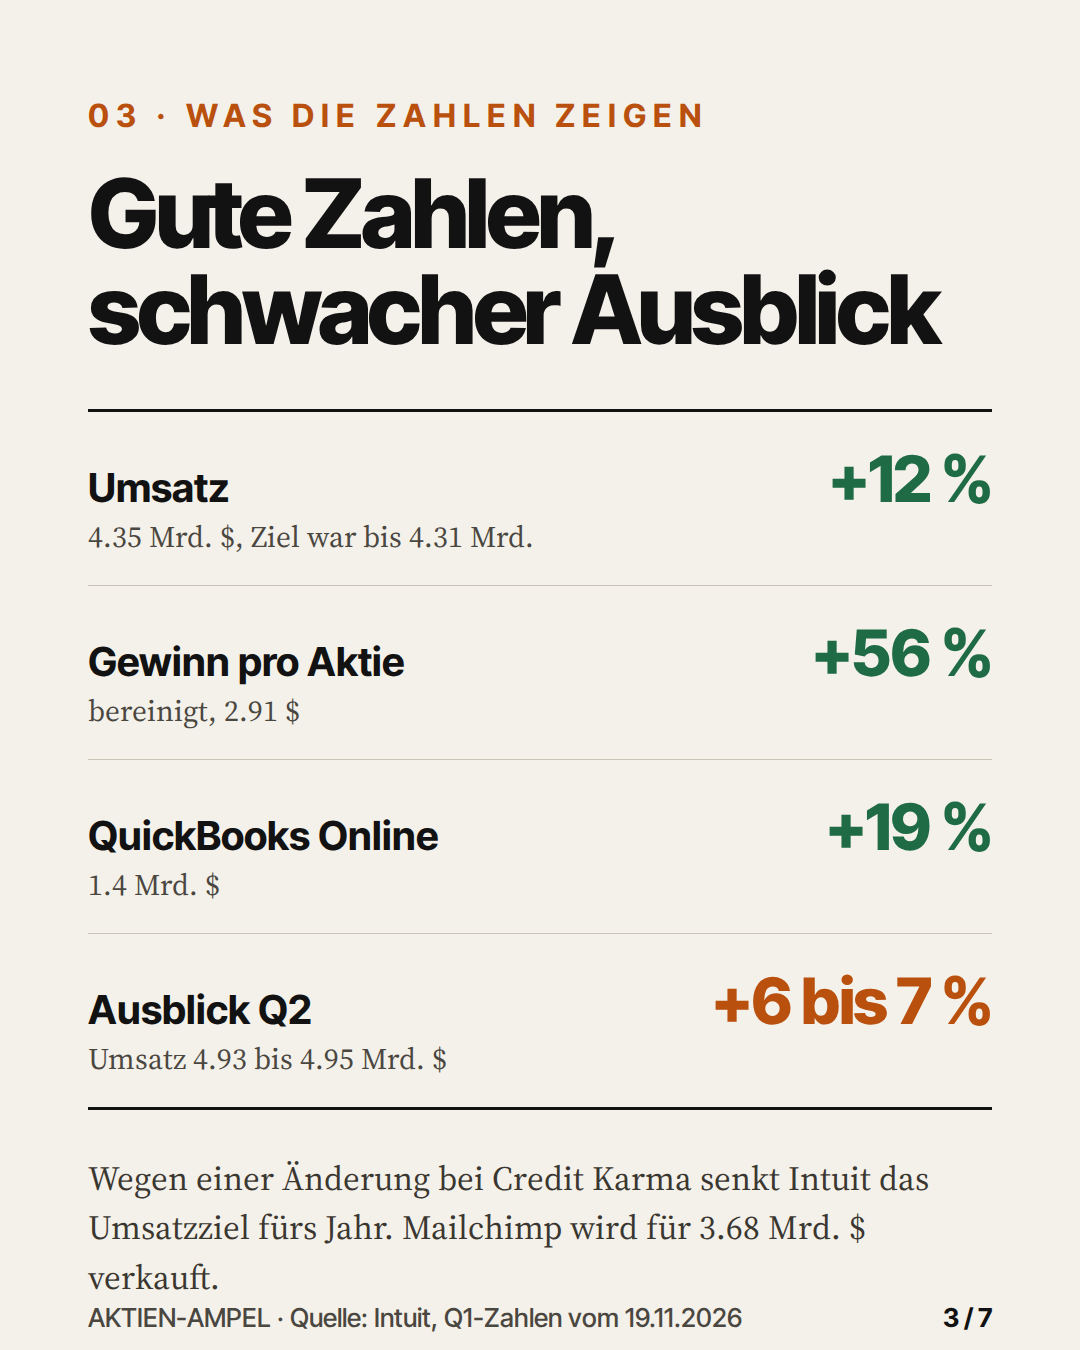 03 · WAS DIE ZAHLEN ZEIGEN
Gute Zahlen,
schwacher Ausblick
Umsatz
+12 %
4.35 Mrd. $, Ziel war bis 4.31 Mrd.
Gewinn pro Aktie
+56 %
bereinigt, 2.91 $
QuickBooks Online
+19 %
1.4 Mrd. $
Ausblick Q2
+6 bis 7 %
Umsatz 4.93 bis 4.95 Mrd. $
Wegen einer Änderung bei Credit Karma senkt Intuit das
Umsatzziel fürs Jahr. Mailchimp wird für 3.68 Mrd. $
verkauft.
AKTIEN-AMPEL · Quelle: Intuit, Q1-Zahlen vom 19.11.2026
3 / 7